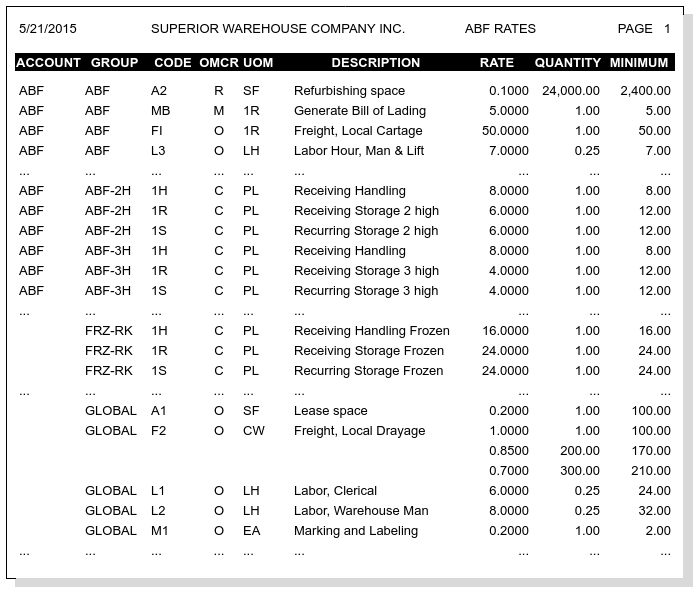 5/21/2015 SUPERIOR WAREHOUSE COMPANY INC. ABF RATES PAGE 1
ACCOUNT GROUP CODE OMCR UOM DESCRIPTION RATE QUANTITY MINIMUM
ABF ABF A2 R SF Refurbishing space 0.1000 24,000.00 2,400.00
ABF ABF MB M 1R Generate Bill of Lading 5.0000 1.00 5.00
ABF ABF FI O 1R Freight, Local Cartage 50.0000 1.00 50.00
ABF ABF L3 O LH Labor Hour, Man & Lift 7.0000 0.25 7.00
... ... ... ... ... ...
ABF ABF-2H 1H C PL Receiving Handling 8.0000 1.00 8.00
ABF ABF-2H 1R C PL Receiving Storage 2 high 6.0000 1.00 12.00
ABF ABF-2H 1S C PL Recurring Storage 2 high 6.0000 1.00 12.00
ABF ABF-3H 1H C PL Receiving Handling 8.0000 1.00 8.00
ABF ABF-3H 1R C PL Receiving Storage 3 high 4.0000 1.00 12.00
ABF ABF-3H 1S C PL Recurring Storage 3 high 4.0000 1.00 12.00
... ... ... ... ... ...
FRZ-RK 1H C PL Receiving Handling Frozen 16.0000 1.00 16.00
FRZ-RK 1R C PL Receiving Storage Frozen 24.0000 1.00 24.00
FRZ-RK 1S C PL Recurring Storage Frozen 24.0000 1.00 24.00
... ... ... ... ... ...
GLOBAL A1 O SF Lease space 0.2000 1.00 100.00
GLOBAL F2 O CW Freight, Local Drayage 1.0000 1.00 100.00
0.8500 200.00 170.00
0.7000 300.00 210.00
GLOBAL L1 O LH Labor, Clerical 6.0000 0.25 24.00
GLOBAL L2 O LH Labor, Warehouse Man 8.0000 0.25 32.00
GLOBAL M1 O EA Marking and Labeling 0.2000 1.00 2.00
... ... ... ... ... ... ...